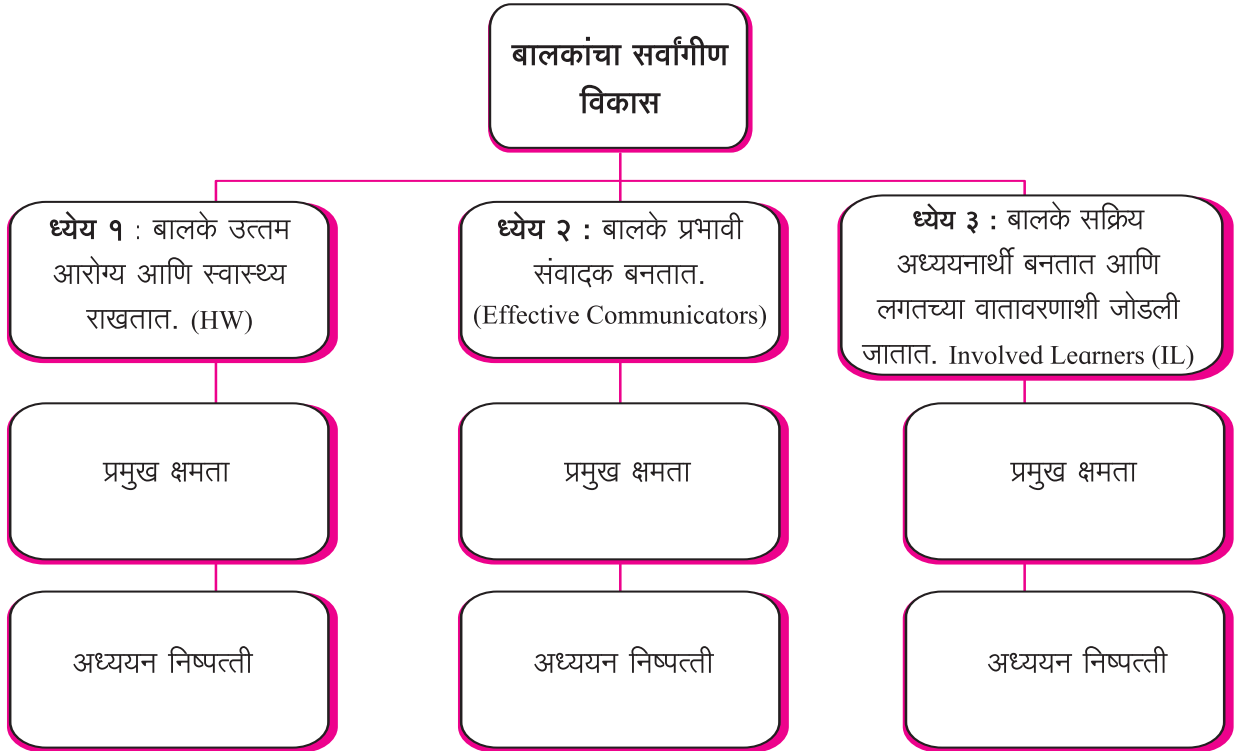 बालकांचा सर्वांगीण
विकास
ध्येय १ : बालके उत्तम
आरोग्य आणि स्वास्थ्य
राखतात. (HW)
ध्येय २ : बालके प्रभावी
संवादक बनतात.
(Effective Communicators)
ध्येय ३ : बालके सक्रिय
अध्ययनार्थी बनतात आणि
लगतच्या वातावरणाशी जोडली
जातात. Involved Learners (IL)
प्रमुख क्षमता
प्रमुख क्षमता
प्रमुख क्षमता
अध्ययन निष्पत्ती
अध्ययन निष्पत्ती
अध्ययन निष्पत्ती